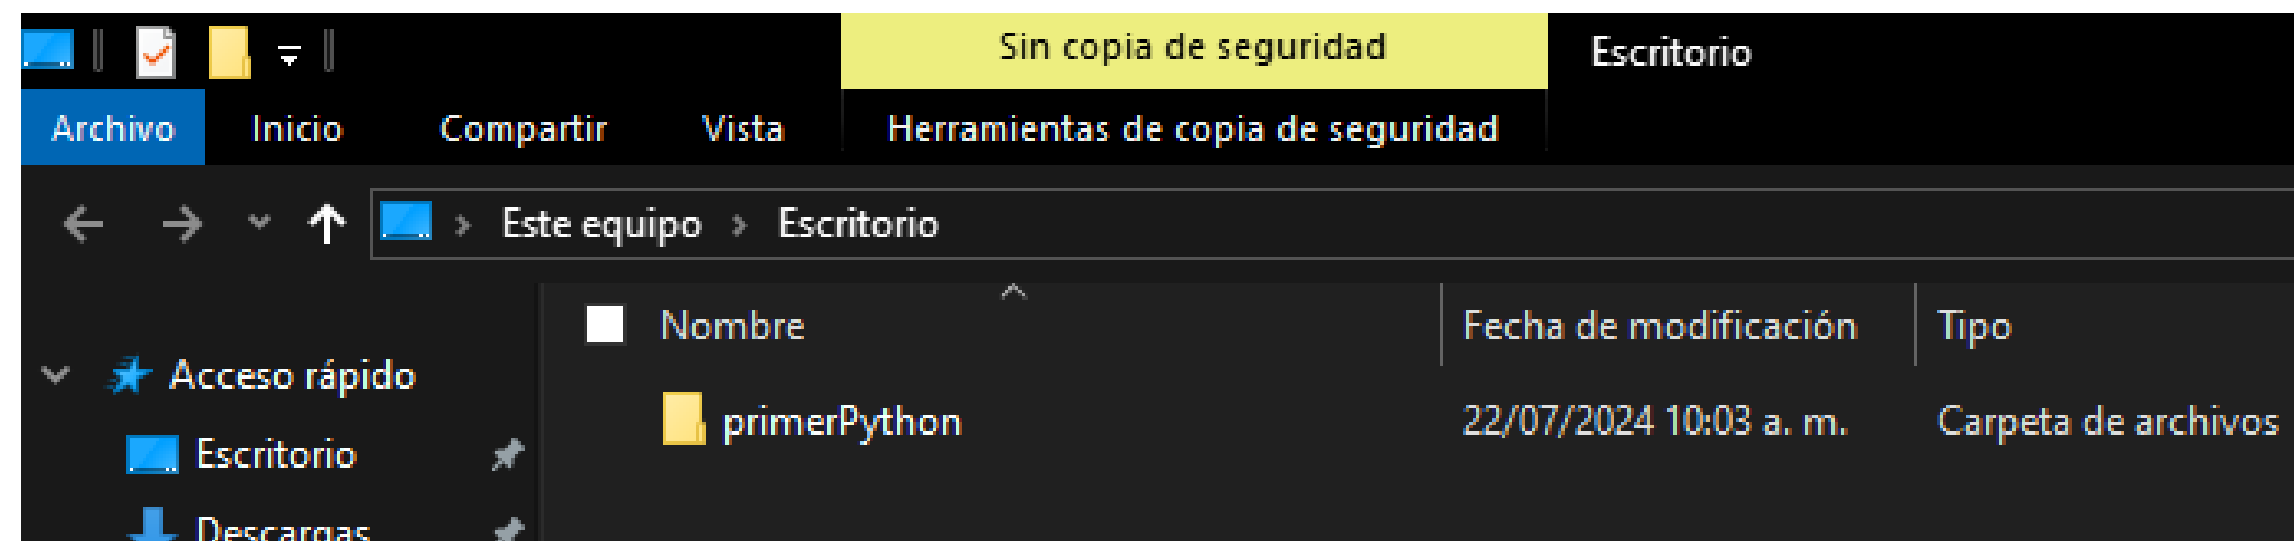 Sin copia de seguridad Escritorio
Archivo Inicio Compartir Vista Herramientas de copia de seguridad
Este equipo > Escritorio
Nombre Fecha de modificación Tipo
Acceso rápido
primerPython 22/07/2024 10:03 a. m. Carpeta de archivos
Escritorio
Descargas